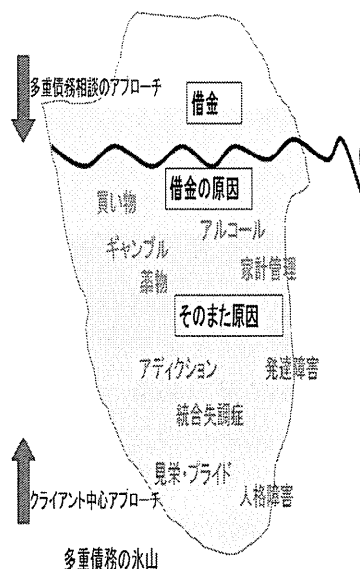 多重債務相談のアプローチ
借金
借金の原因
買い物
アルコール
ギャンブル
家計管理
薬物
そのまた原因
アディクション
発達障害
統合失調症
見栄・プライド
人格障害
クライアント中心アプローチ
多重債務の氷山